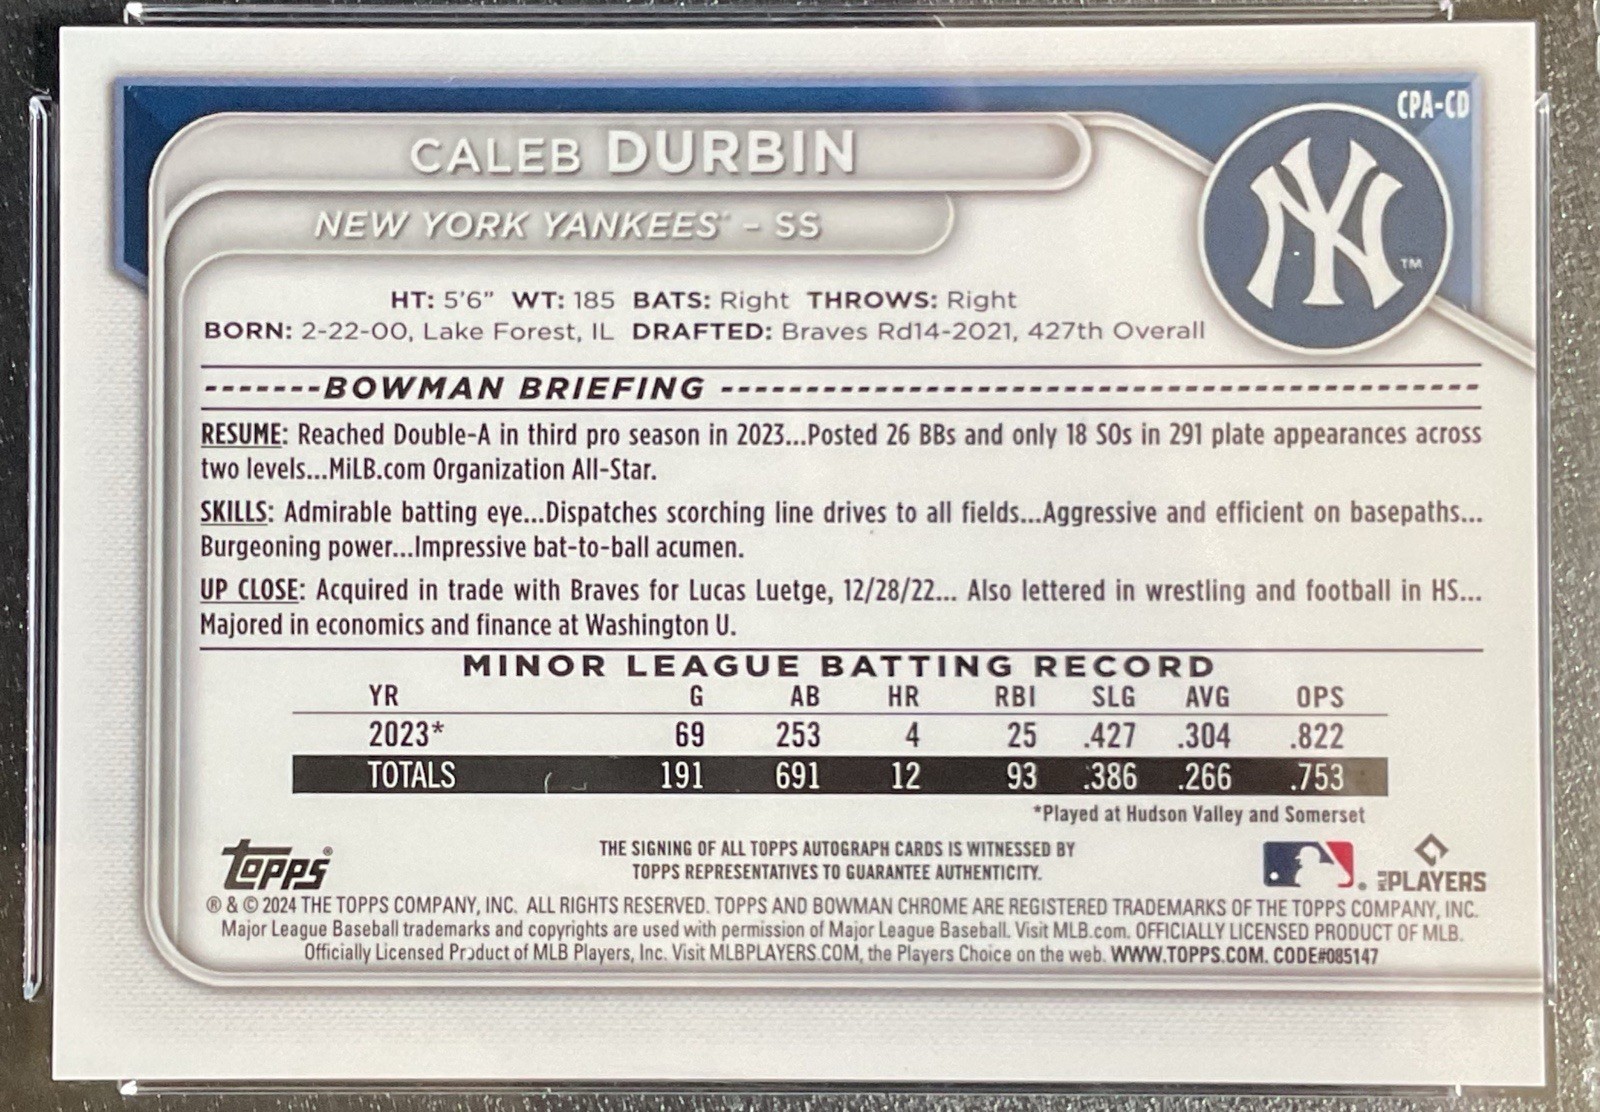 CPA-CD
CALEB DURBIN
NEW YORK YANKEES™ - SS
NY
™
HT: 5'6" WT: 185 BATS: Right THROWS: Right
BORN: 2-22-00, Lake Forest, IL DRAFTED: Braves Rd14-2021, 427th Overall
-------BOWMAN BRIEFING ----------------------------------------------
RESUME: Reached Double-A in third pro season in 2023...Posted 26 BBs and only 18 SOs in 291 plate appearances across
two levels...MiLB.com Organization All-Star.
SKILLS: Admirable batting eye...Dispatches scorching line drives to all fields...Aggressive and efficient on basepaths...
Burgeoning power...Impressive bat-to-ball acumen.
UP CLOSE: Acquired in trade with Braves for Lucas Luetge, 12/28/22... Also lettered in wrestling and football in HS...
Majored in economics and finance at Washington U.
MINOR LEAGUE BATTING RECORD
YR G AB HR RBI SLG AVG OPS
2023* 69 253 4 25 .427 .304 .822
TOTALS 191 691 12 93 .386 .266 .753
*Played at Hudson Valley and Somerset
Topps®
THE SIGNING OF ALL TOPPS AUTOGRAPH CARDS IS WITNESSED BY
TOPPS REPRESENTATIVES TO GUARANTEE AUTHENTICITY.
MLB PLAYERS
® & © 2024 THE TOPPS COMPANY, INC. ALL RIGHTS RESERVED. TOPPS AND BOWMAN CHROME ARE REGISTERED TRADEMARKS OF THE TOPPS COMPANY, INC.
Major League Baseball trademarks and copyrights are used with permission of Major League Baseball. Visit MLB.com. OFFICIALLY LICENSED PRODUCT OF MLB.
Officially Licensed Product of MLB Players, Inc. Visit MLBPLAYERS.COM, the Players Choice on the web. WWW.TOPPS.COM. CODE#085147